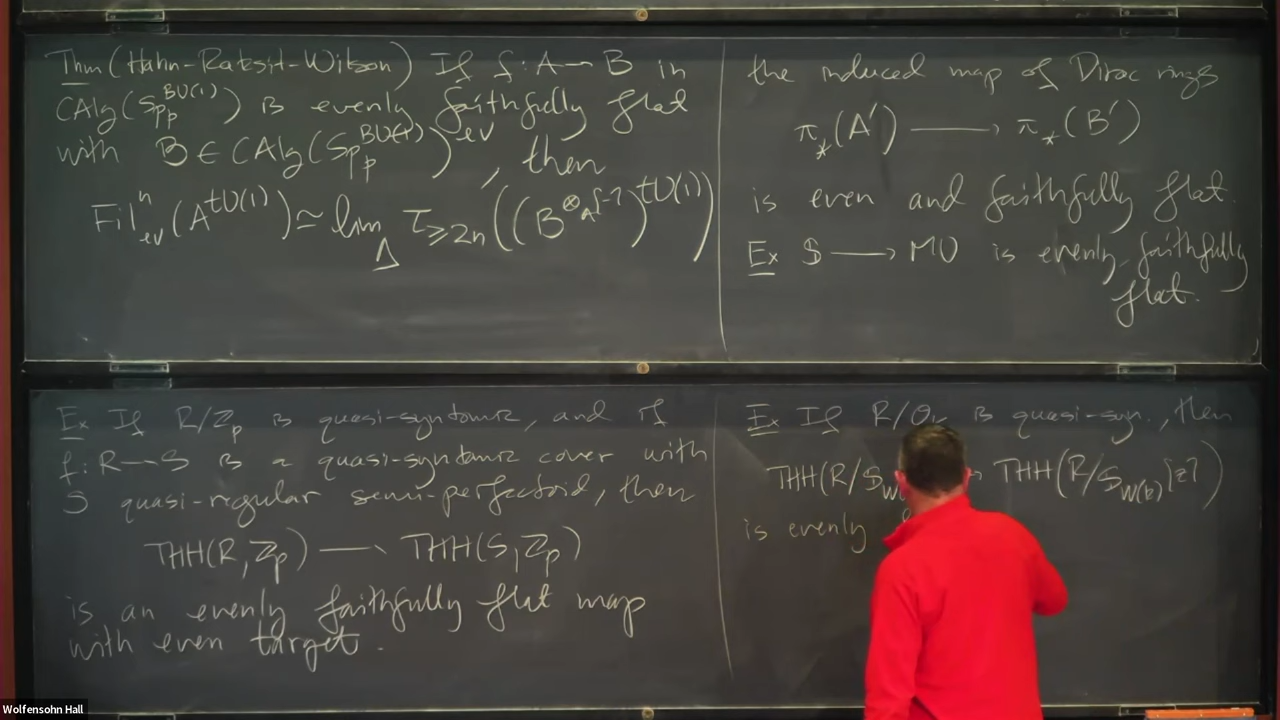 Thm (Hahn-Raksit-Wilson) If f: A → B in
CAlg(Sp_p^{BU(1)}) is evenly faithfully flat
with B ∈ CAlg(Sp_p^{BU(1)})^{ev}, then
Fil^n_{ev}(A^{tU(1)}) ≃ lim_Δ τ_{≥2n}((B^{⊗_A[-]})^{tU(1)})
the induced map of Dirac rings
π_*(A') → π_*(B')
is even and faithfully flat.
Ex S → MU is evenly faithfully
flat.
Ex If R/Z_p is quasi-syntomic, and if
f: R → S is a quasi-syntomic cover with
S quasi-regular semi-perfectoid, then
THH(R, Z_p) → THH(S, Z_p)
is an evenly faithfully flat map
with even target.
Ex If R/O is quasi-syn., then
THH(R/S_W → THH(R/S_{W(k)}[z])
is evenly
Wolfensohn Hall